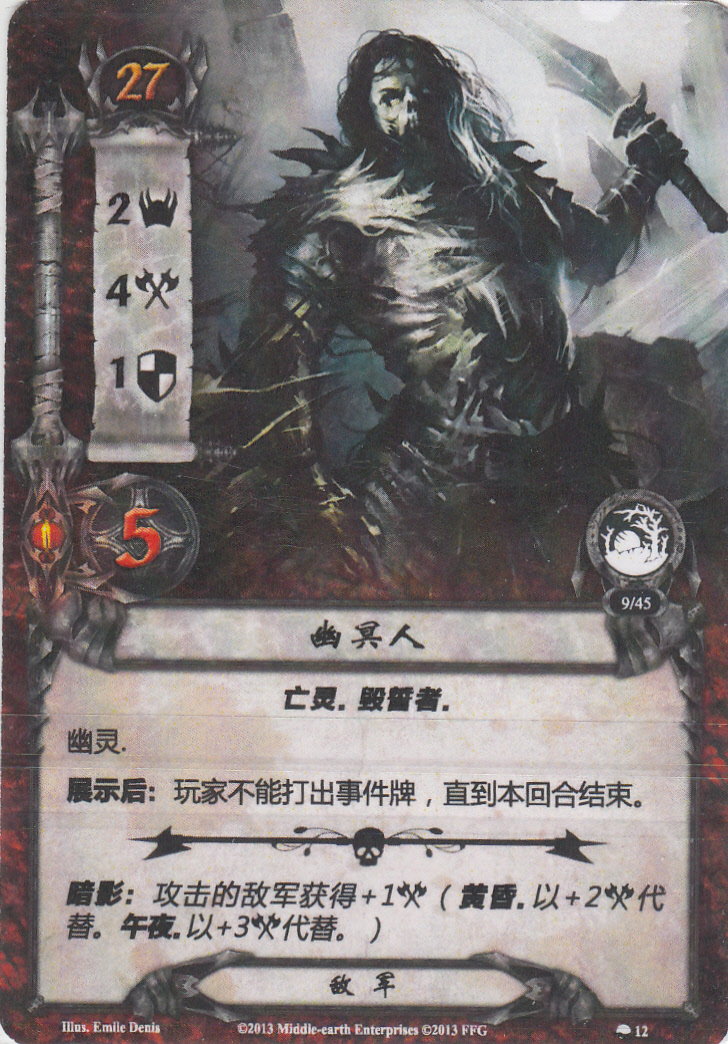 27
2
4
1
5
9/45
幽冥人
亡灵. 毁誓者.
幽灵.
展示后：玩家不能打出事件牌，直到本回合结束。
暗影：攻击的敌军获得+1（黄昏.以+2代
替。午夜.以+3代替。）
敌军
Illus. Emile Denis ©2013 Middle-earth Enterprises ©2013 FFG 12